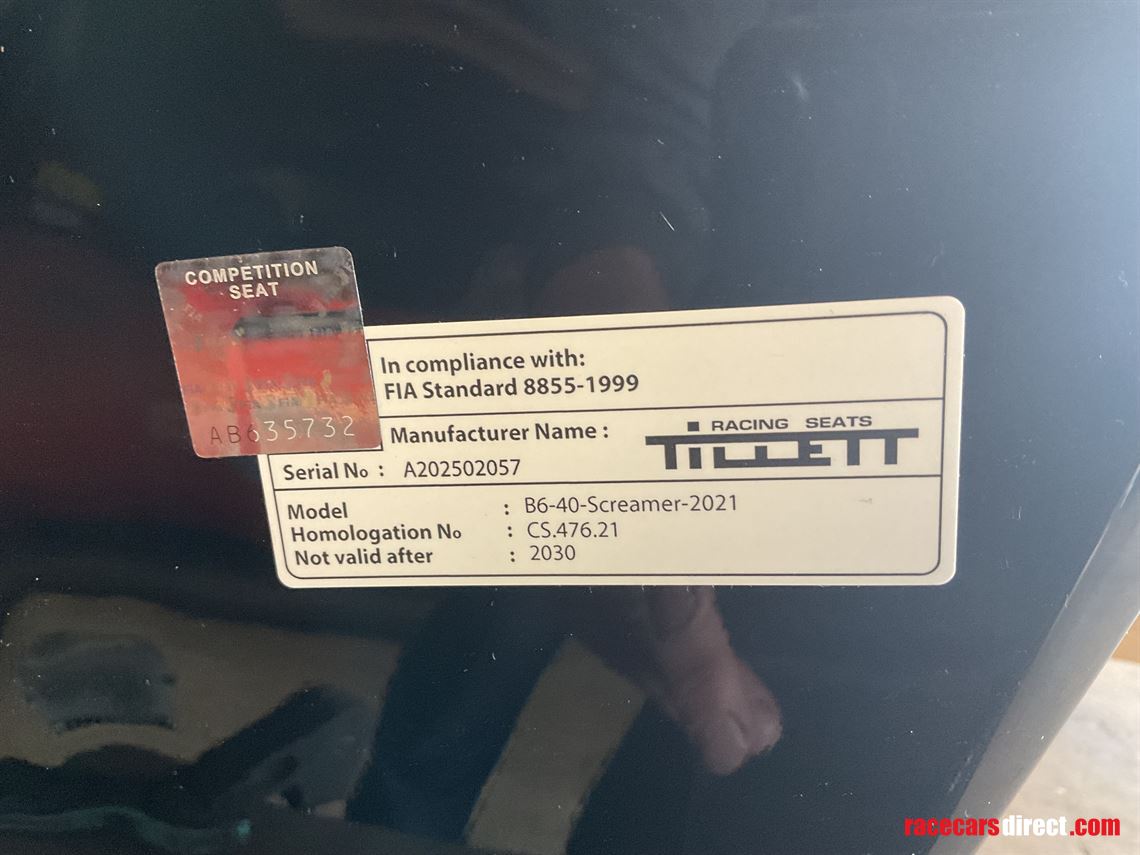 COMPETITION
SEAT
AB635732
In compliance with:
FIA Standard 8855-1999
Manufacturer Name :
RACING SEATS
TILLETT
Serial No : A202502057
Model : B6-40-Screamer-2021
Homologation No : CS.476.21
Not valid after : 2030
racecarsdirect.com